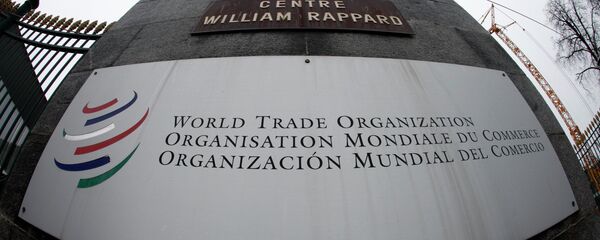 CENTRE
WILLIAM RAPPARD
WORLD TRADE ORGANIZATION
ORGANISATION MONDIALE DU COMMERCE
ORGANIZACIÓN MUNDIAL DEL COMERCIO